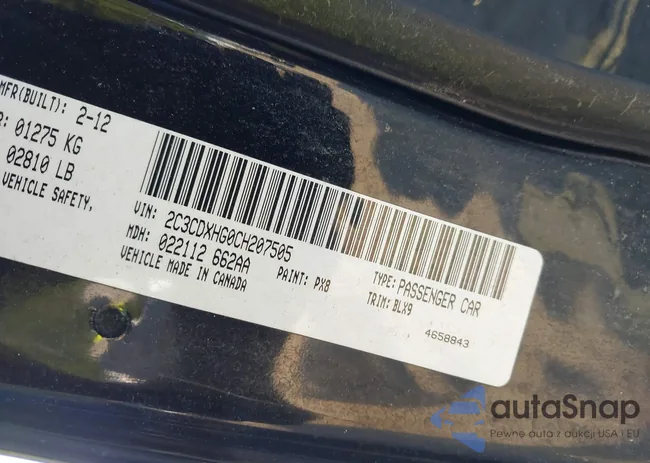 MFR(BUILT): 2-12
R: 01275 KG
02810 LB
VEHICLE SAFETY,
VIN: 2C3CDXHG0CH207505
MDH: 022112 662AA
VEHICLE MADE IN CANADA
PAINT: PX8
TYPE: PASSENGER CAR
TRIM: BLX9
4658843
autaSnap
Pewne auta z aukcji USA i EU